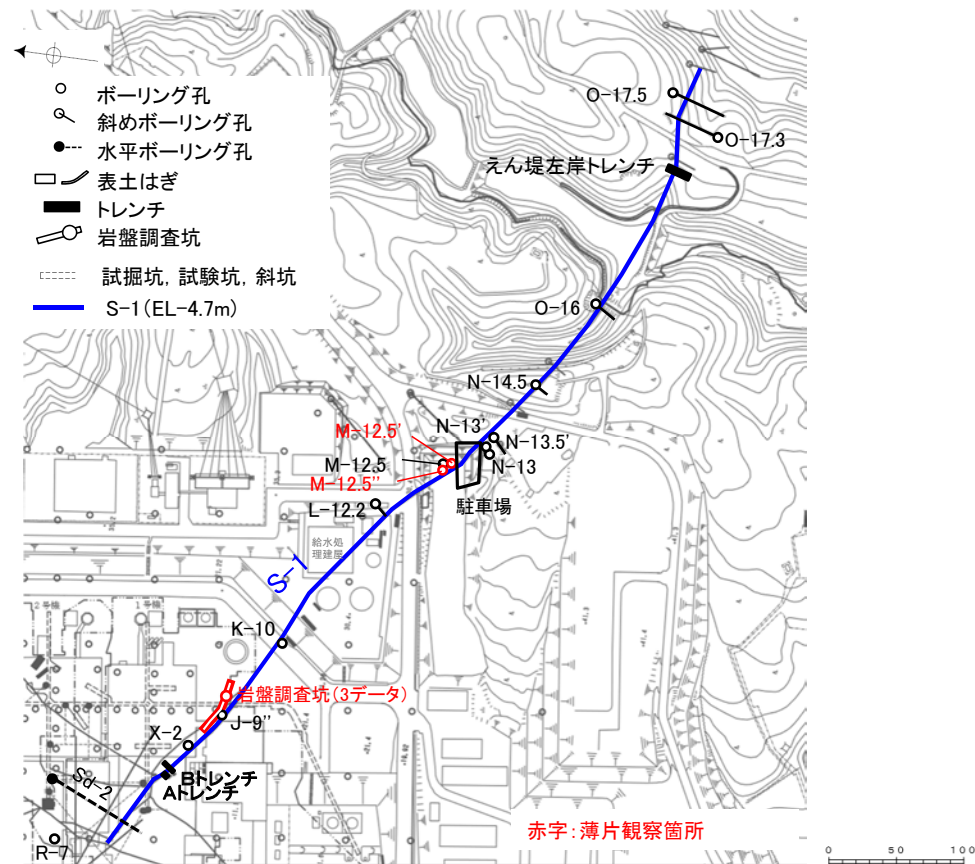 ボーリング孔
斜めボーリング孔
水平ボーリング孔
表土はぎ
トレンチ
岩盤調査坑
試掘坑，試験坑，斜坑
S-1(EL-4.7m)
O-17.5
O-17.3
えん堤左岸トレンチ
O-16
N-14.5
N-13'
M-12.5'
N-13.5'
M-12.5
N-13
M-12.5''
駐車場
L-12.2
給水処
理建屋
S-1
K-10
2号機
1号機
岩盤調査坑(3データ)
J-9''
X-2
Bトレンチ
Aトレンチ
Sd-2
R-7
赤字：薄片観察箇所
0 50 100